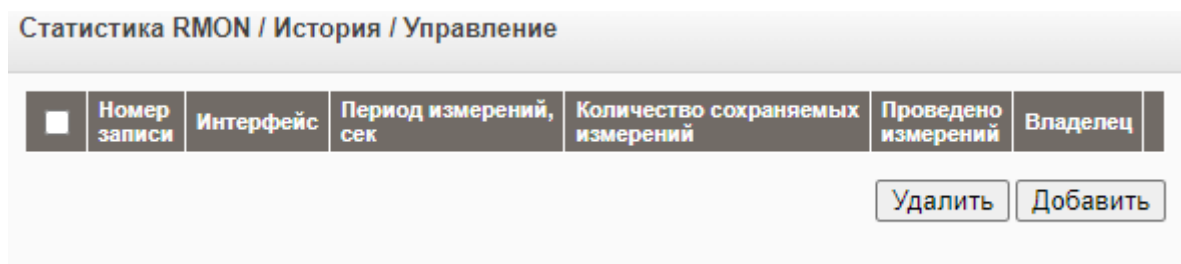 Статистика RMON / История / Управление
Номер записи Интерфейс Период измерений, сек Количество сохраняемых измерений Проведено измерений Владелец
Удалить Добавить